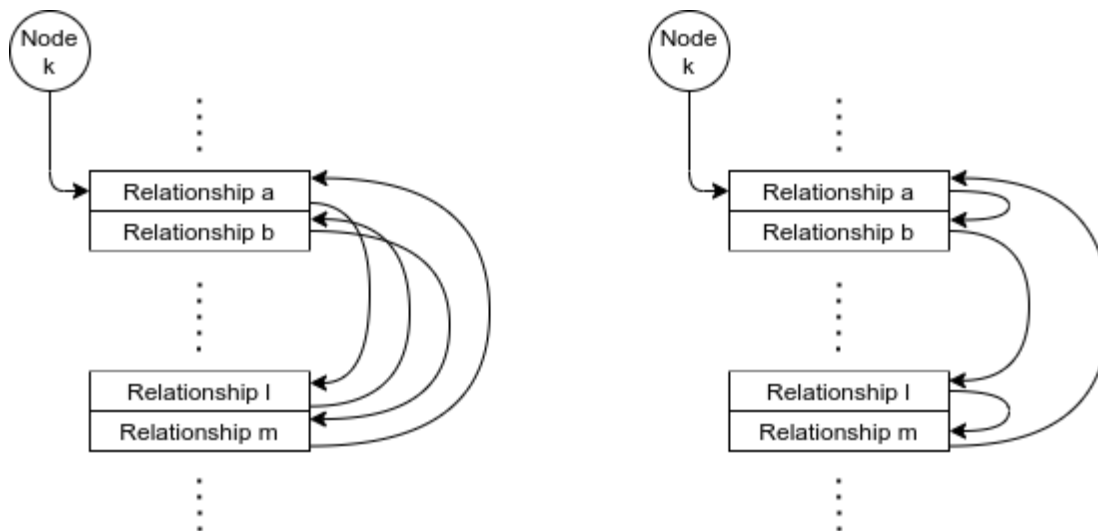 Node
k
Relationship a
Relationship b
Relationship l
Relationship m
Node
k
Relationship a
Relationship b
Relationship l
Relationship m